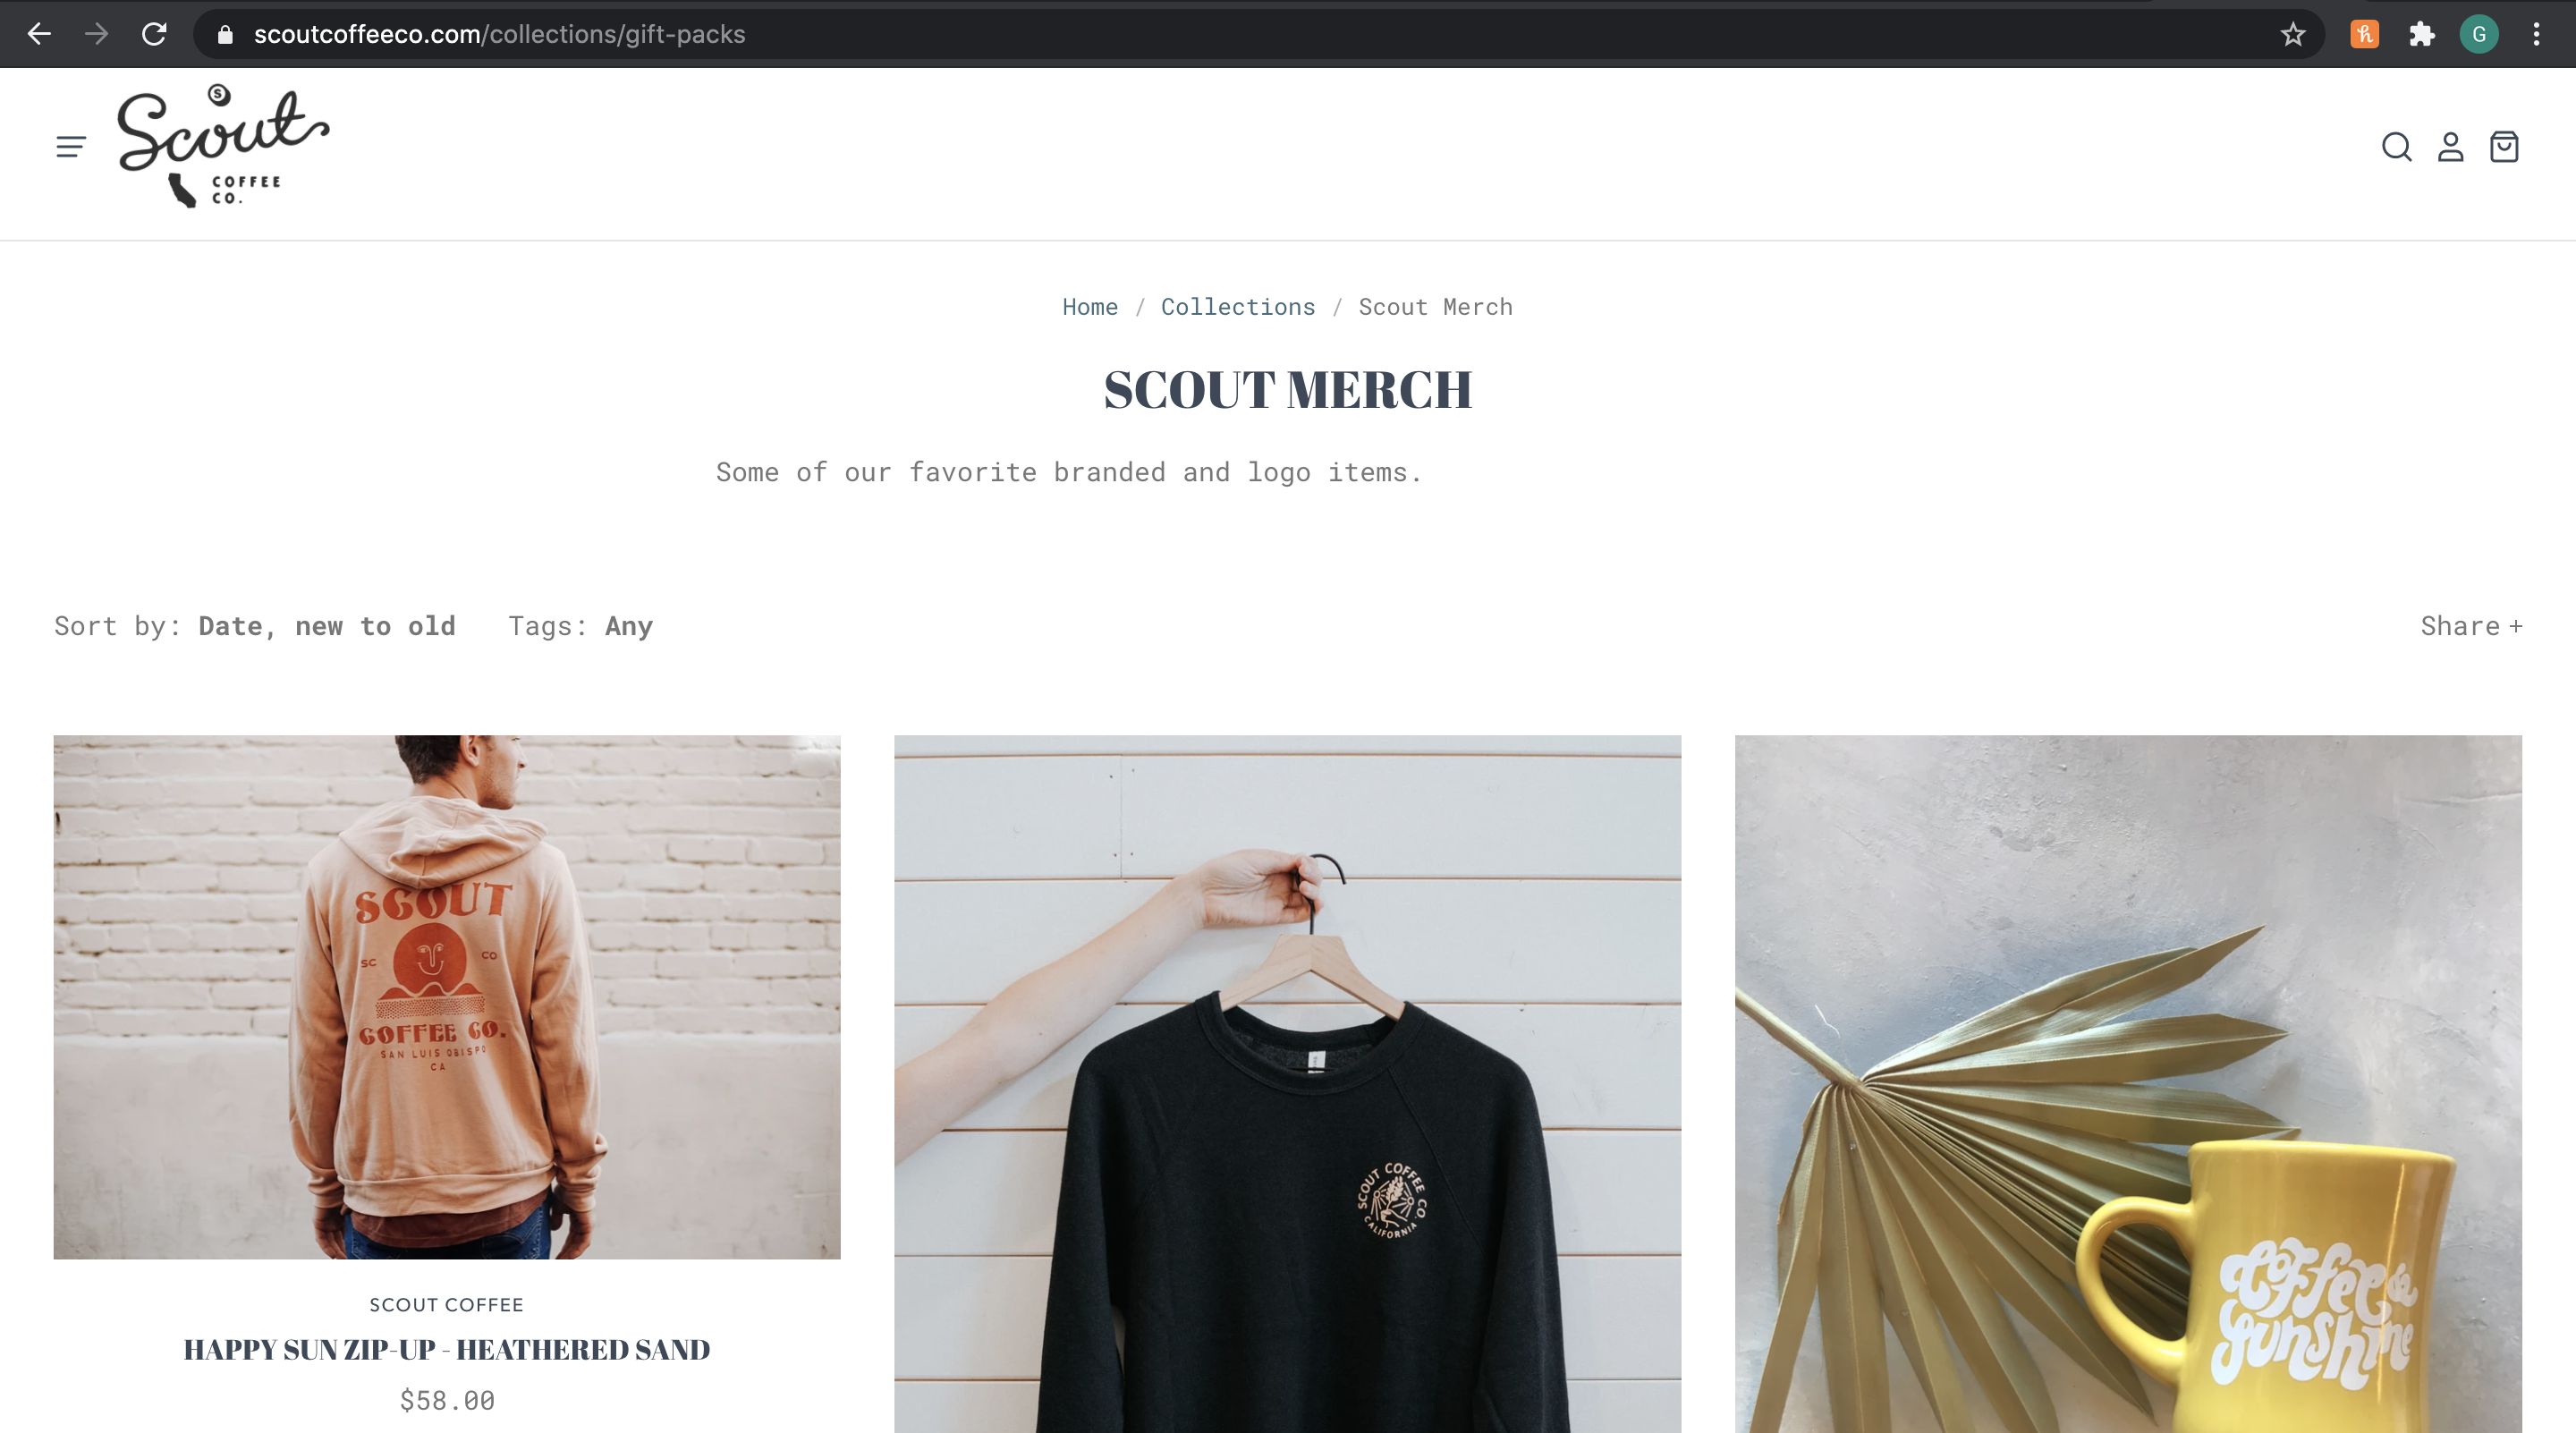 scoutcoffeeco.com/collections/gift-packs
G
S
Scout
COFFEE
CO.
Home / Collections / Scout Merch
SCOUT MERCH
Some of our favorite branded and logo items.
Sort by: Date, new to old Tags: Any
Share +
SCOUT
SC CO
COFFEE CO.
SAN LUIS OBISPO
CA
SCOUT COFFEE CO
CALIFORNIA
Coffee &
Sunshine
SCOUT COFFEE
HAPPY SUN ZIP-UP - HEATHERED SAND
$58.00